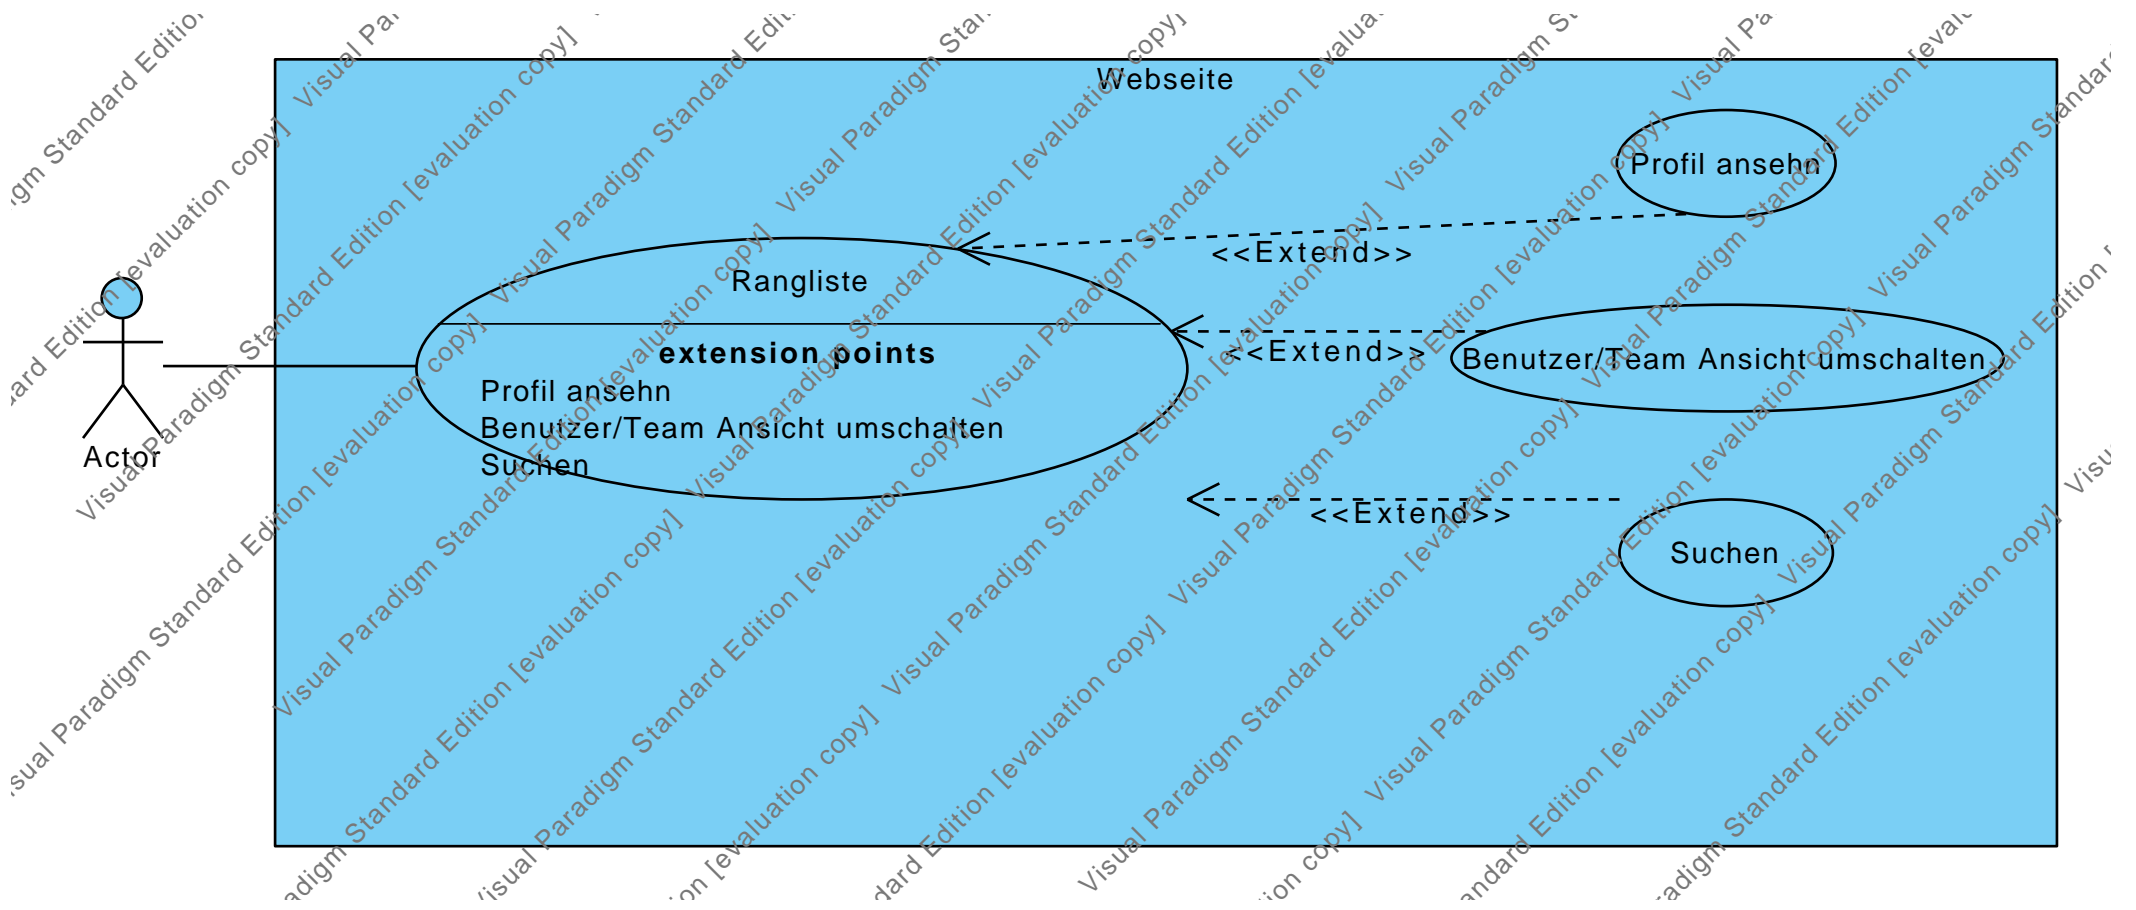 Webseite
Profil ansehn
<<Extend>>
Rangliste
extension points
<<Extend>>
Benutzer/Team Ansicht umschalten
Profil ansehn
Benutzer/Team Ansicht umschalten
Suchen
Actor
<<Extend>>
Suchen
Visual Paradigm Standard Edition [evaluation copy]